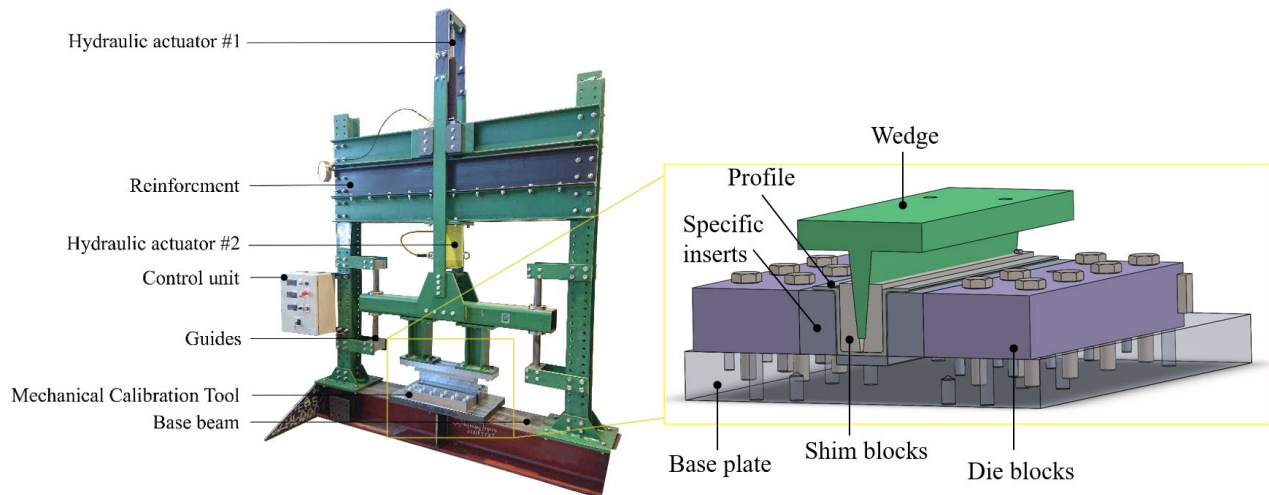 Hydraulic actuator #1
Reinforcment
Hydraulic actuator #2
Control unit
Guides
Mechanical Calibration Tool
Base beam
Wedge
Profile
Specific
inserts
Base plate
Shim blocks
Die blocks